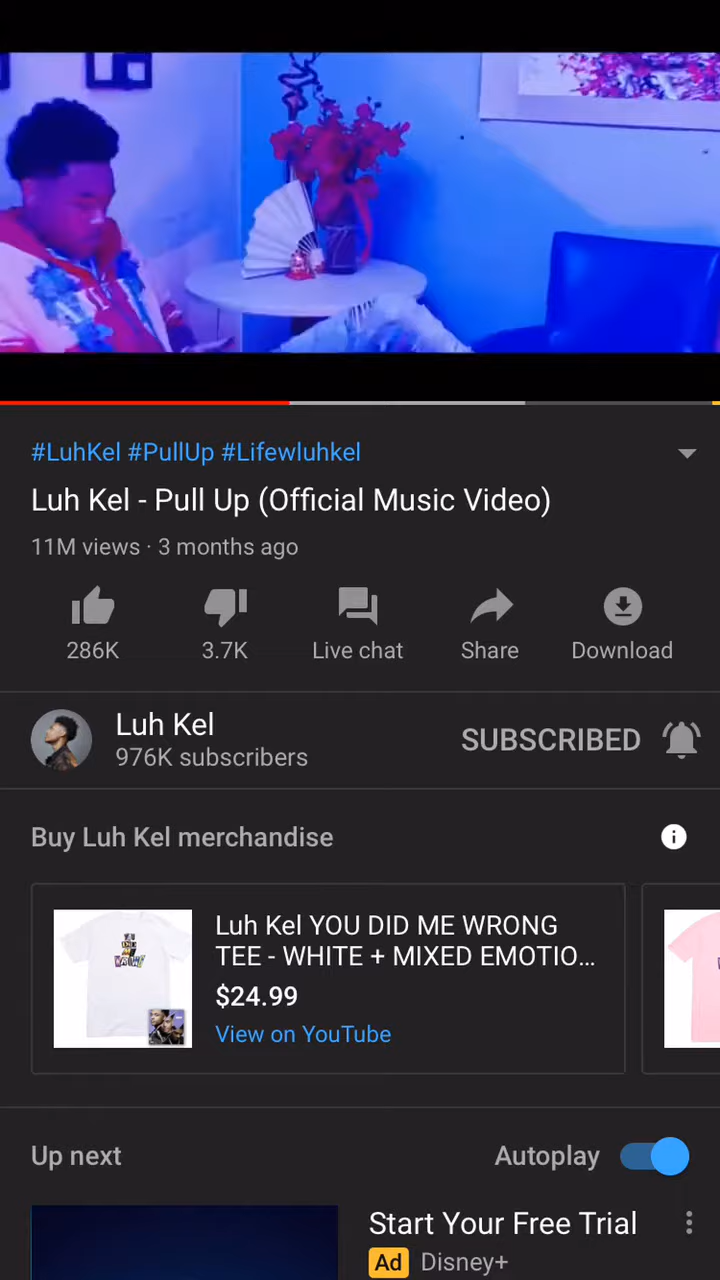 #LuhKel #PullUp #Lifewluhkel
Luh Kel - Pull Up (Official Music Video)
11M views · 3 months ago
286K
3.7K
Live chat
Share
Download
Luh Kel
976K subscribers
SUBSCRIBED
Buy Luh Kel merchandise
Luh Kel YOU DID ME WRONG
TEE - WHITE + MIXED EMOTIO...
$24.99
View on YouTube
Up next
Autoplay
Start Your Free Trial
Ad Disney+